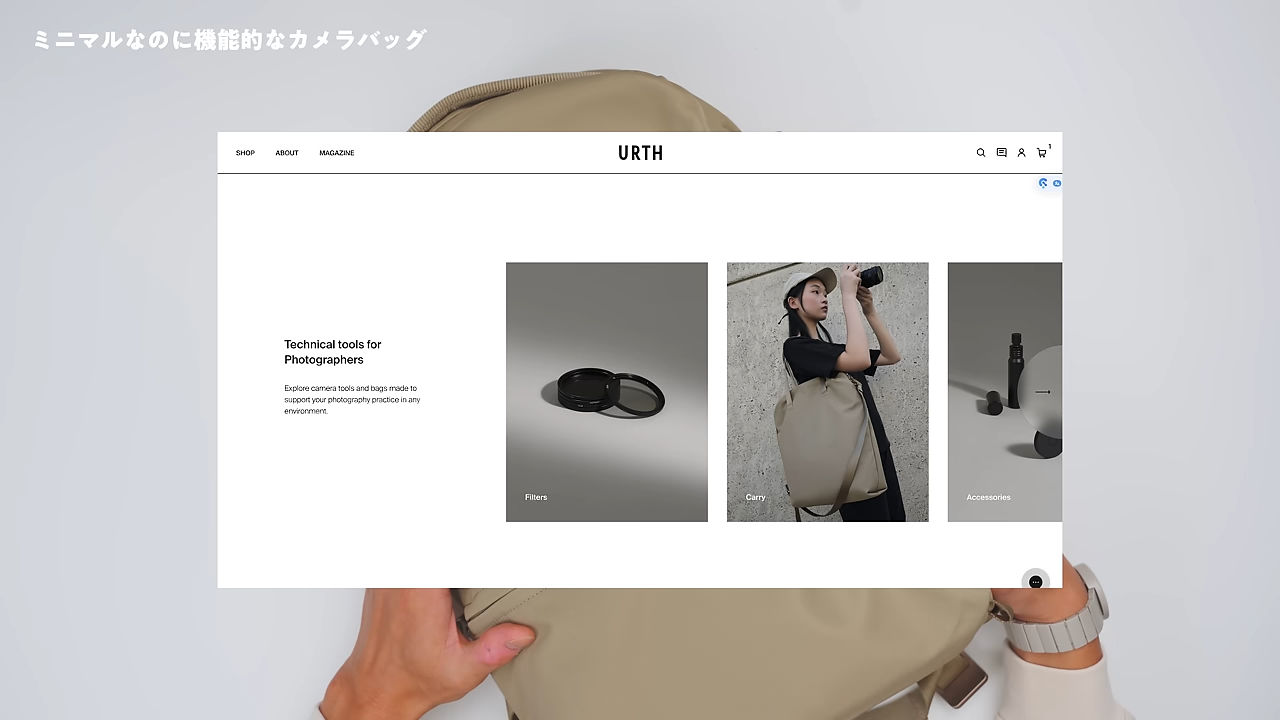 ミニマルなのに機能的なカメラバッグ
SHOP
ABOUT
MAGAZINE
URTH
1
Technical tools for
Photographers
Explore camera tools and bags made to
support your photography practice in any
environment.
Filters
Carry
Accessories